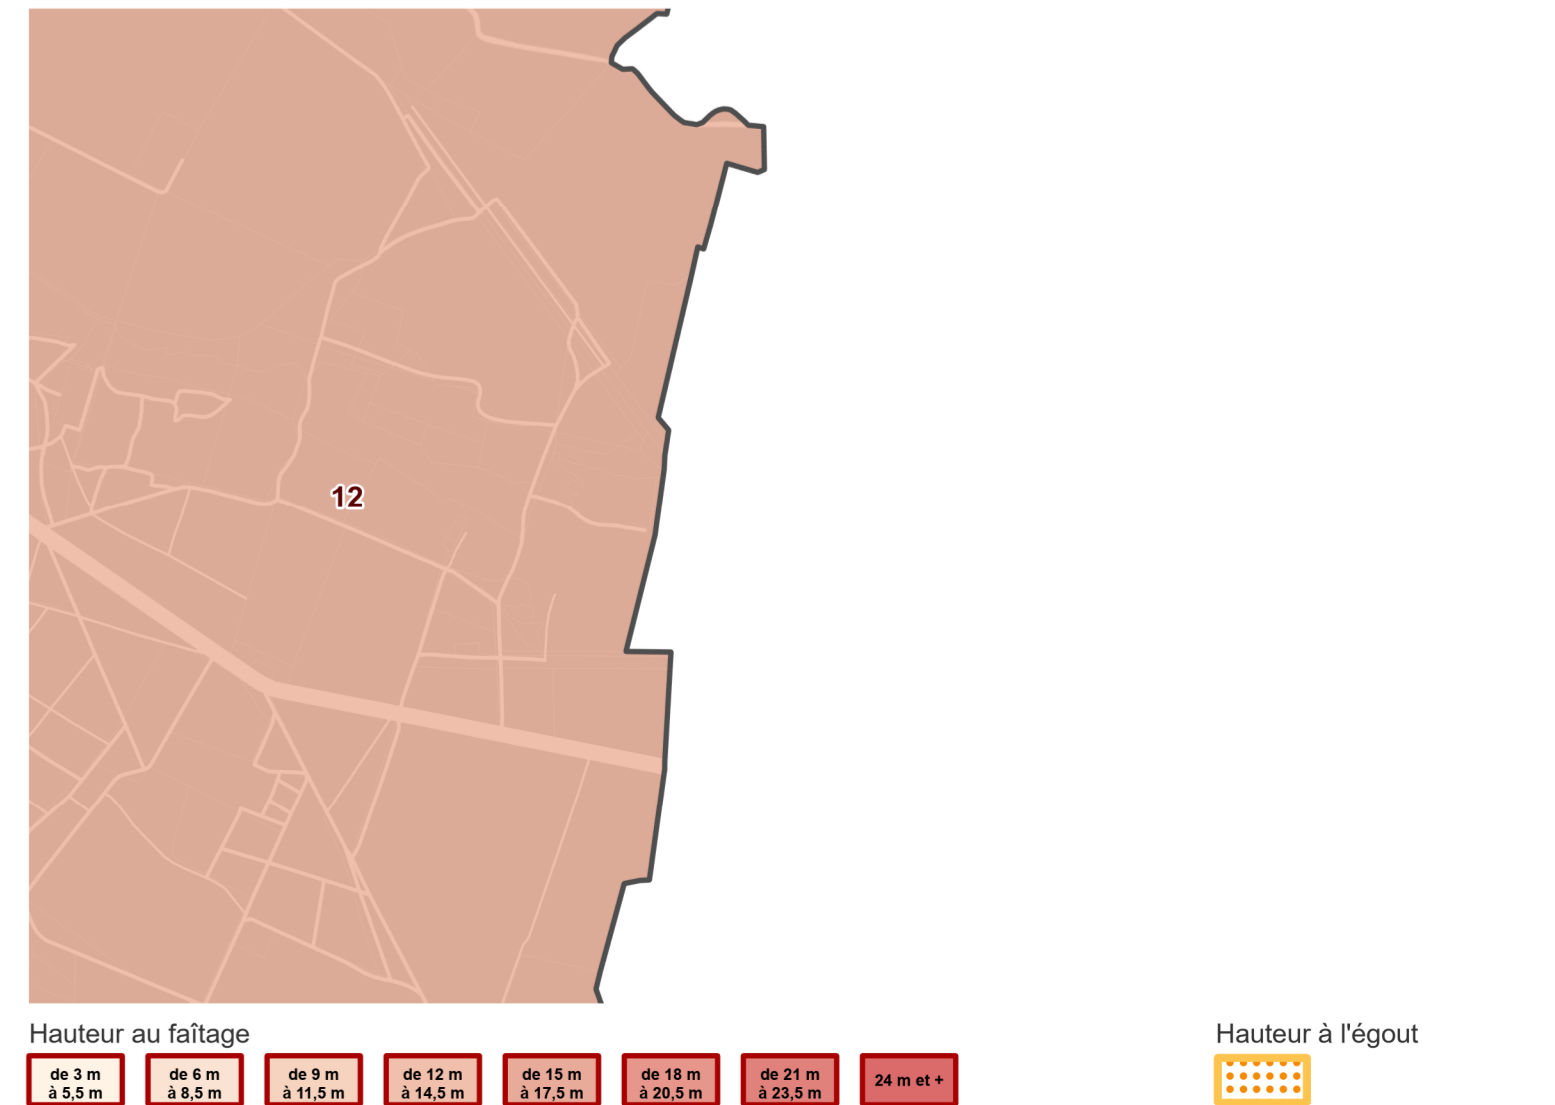 12
Hauteur au faîtage
Hauteur à l'égout
de 3 m
à 5,5 m
de 6 m
à 8,5 m
de 9 m
à 11,5 m
de 12 m
à 14,5 m
de 15 m
à 17,5 m
de 18 m
à 20,5 m
de 21 m
à 23,5 m
24 m et +